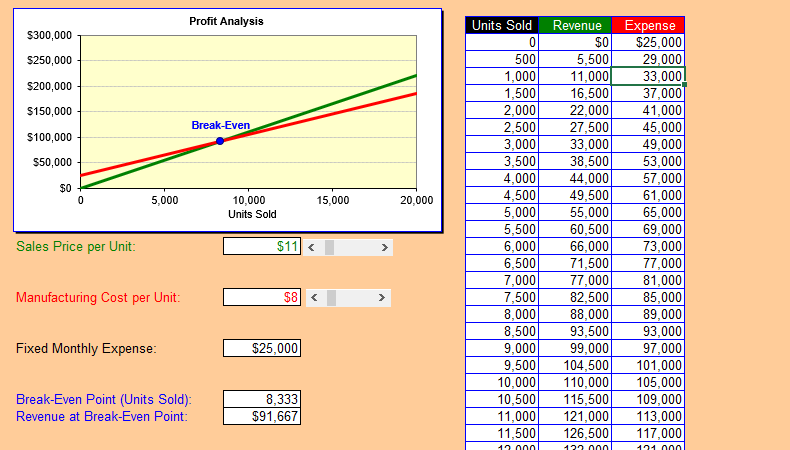 Profit Analysis
$300,000
$250,000
$200,000
$150,000
$100,000
$50,000
$0
Break-Even
0 5,000 10,000 15,000 20,000
Units Sold
Sales Price per Unit: $11
Manufacturing Cost per Unit: $8
Fixed Monthly Expense: $25,000
Break-Even Point (Units Sold): 8,333
Revenue at Break-Even Point: $91,667
Units Sold Revenue Expense
0 $0 $25,000
500 5,500 29,000
1,000 11,000 33,000
1,500 16,500 37,000
2,000 22,000 41,000
2,500 27,500 45,000
3,000 33,000 49,000
3,500 38,500 53,000
4,000 44,000 57,000
4,500 49,500 61,000
5,000 55,000 65,000
5,500 60,500 69,000
6,000 66,000 73,000
6,500 71,500 77,000
7,000 77,000 81,000
7,500 82,500 85,000
8,000 88,000 89,000
8,500 93,500 93,000
9,000 99,000 97,000
9,500 104,500 101,000
10,000 110,000 105,000
10,500 115,500 109,000
11,000 121,000 113,000
11,500 126,500 117,000
12,000 132,000 121,000